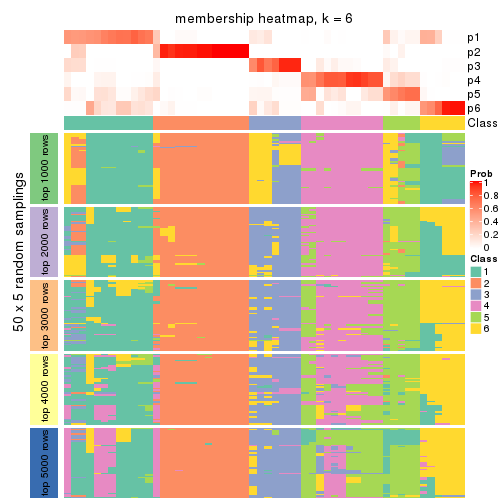 membership heatmap, k = 6
p1
p2
p3
p4
p5
p6
Class
50 x 5 random samplings
top 1000 rows
top 2000 rows
top 3000 rows
top 4000 rows
top 5000 rows
Prob
1
0.8
0.6
0.4
0.2
0
Class
1
2
3
4
5
6